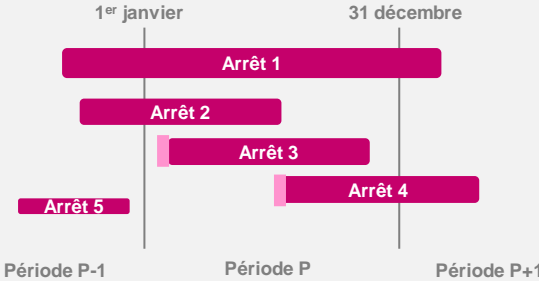 1er janvier
31 décembre
Arrêt 1
Arrêt 2
Arrêt 3
Arrêt 4
Arrêt 5
Période P-1
Période P
Période P+1